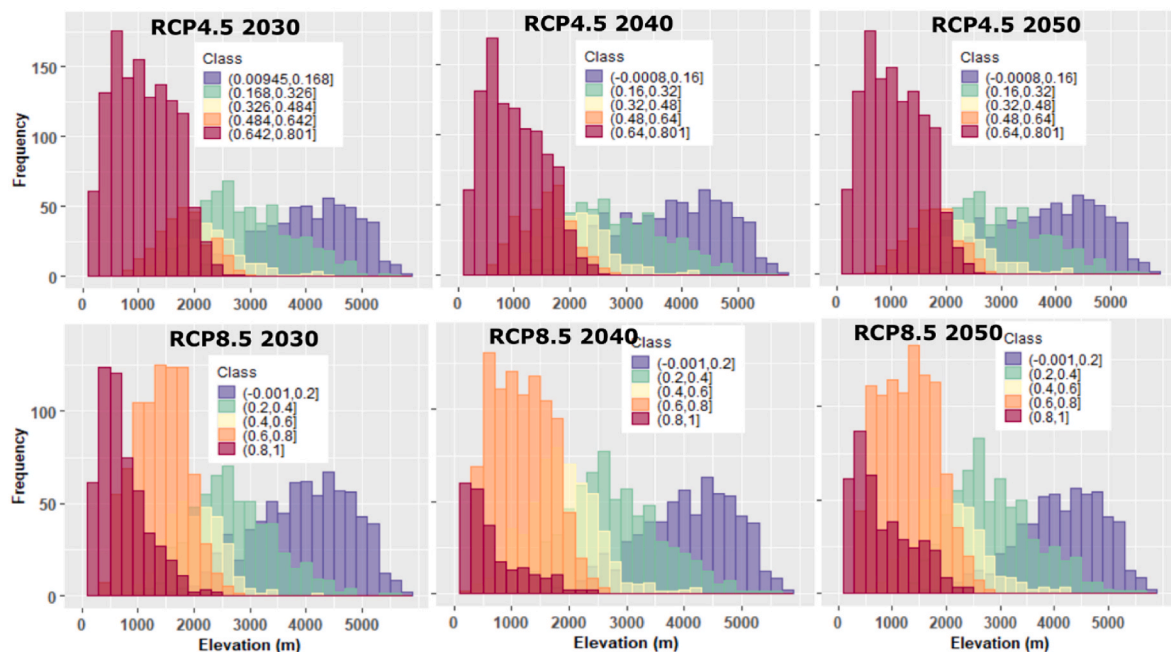 RCP4.5 2030
Class
(0.00945,0.168]
(0.168,0.326]
(0.326,0.484]
(0.484,0.642]
(0.642,0.801]
RCP4.5 2040
Class
(-0.0008,0.16]
(0.16,0.32]
(0.32,0.48]
(0.48,0.64]
(0.64,0.801]
RCP4.5 2050
Class
(-0.0008,0.16]
(0.16,0.32]
(0.32,0.48]
(0.48,0.64]
(0.64,0.801]
Frequency
150
100
50
0
0 1000 2000 3000 4000 5000
0 1000 2000 3000 4000 5000
0 1000 2000 3000 4000 5000
RCP8.5 2030
Class
(-0.001,0.2]
(0.2,0.4]
(0.4,0.6]
(0.6,0.8]
(0.8,1]
RCP8.5 2040
Class
(-0.001,0.2]
(0.2,0.4]
(0.4,0.6]
(0.6,0.8]
(0.8,1]
RCP8.5 2050
Class
(-0.001,0.2]
(0.2,0.4]
(0.4,0.6]
(0.6,0.8]
(0.8,1]
Frequency
100
50
0
0 1000 2000 3000 4000 5000
0 1000 2000 3000 4000 5000
0 1000 2000 3000 4000 5000
Elevation (m)
Elevation (m)
Elevation (m)